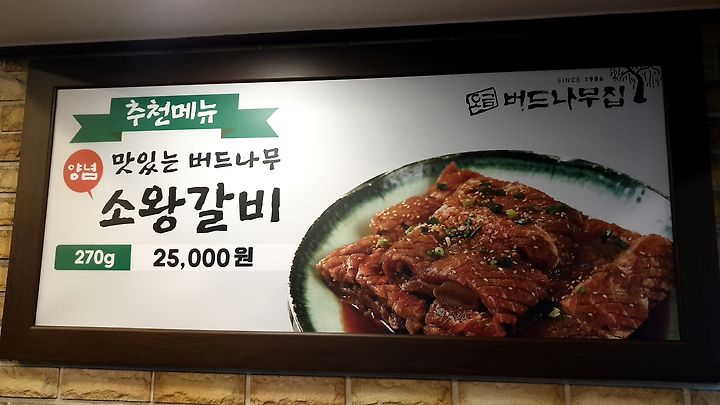 추천메뉴
양념
맛있는 버드나무
소왕갈비
270g 25,000원
SINCE 1986
버드나무집